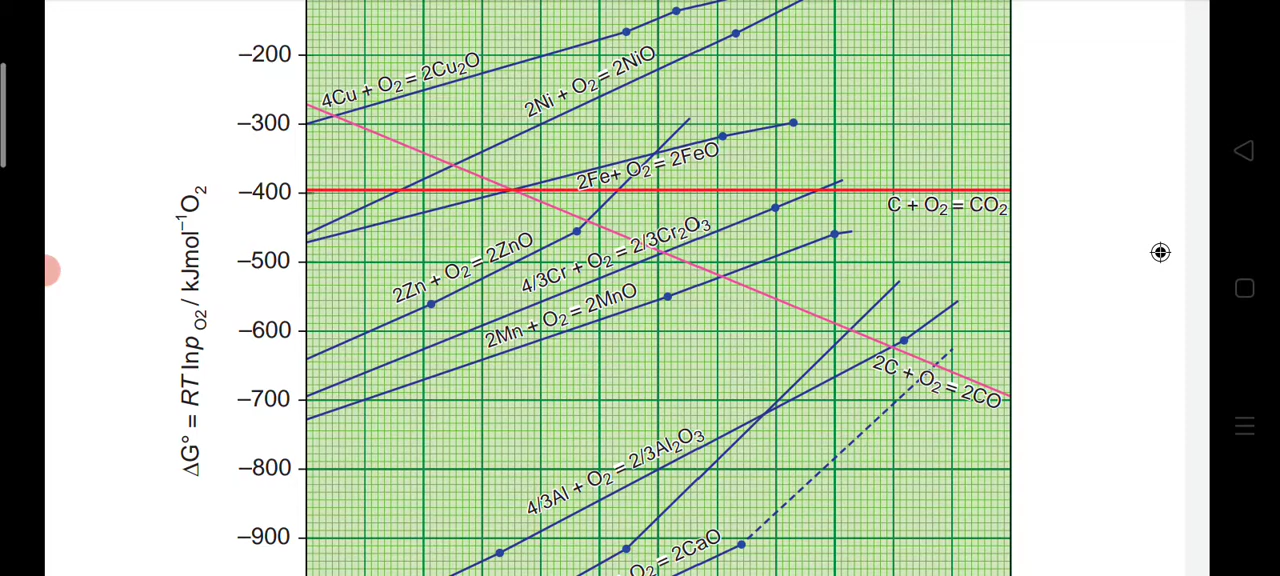 −200
−300
−400
−500
−600
−700
−800
−900
ΔG° = RT lnp O₂ / kJmol⁻¹O₂
4Cu + O₂ = 2Cu₂O
2Ni + O₂ = 2NiO
2Fe+ O₂ = 2FeO
C + O₂ = CO₂
2Zn + O₂ = 2ZnO
4/3Cr + O₂ = 2/3Cr₂O₃
2Mn + O₂ = 2MnO
2C + O₂ = 2CO
4/3Al + O₂ = 2/3Al₂O₃
O₂ = 2CaO